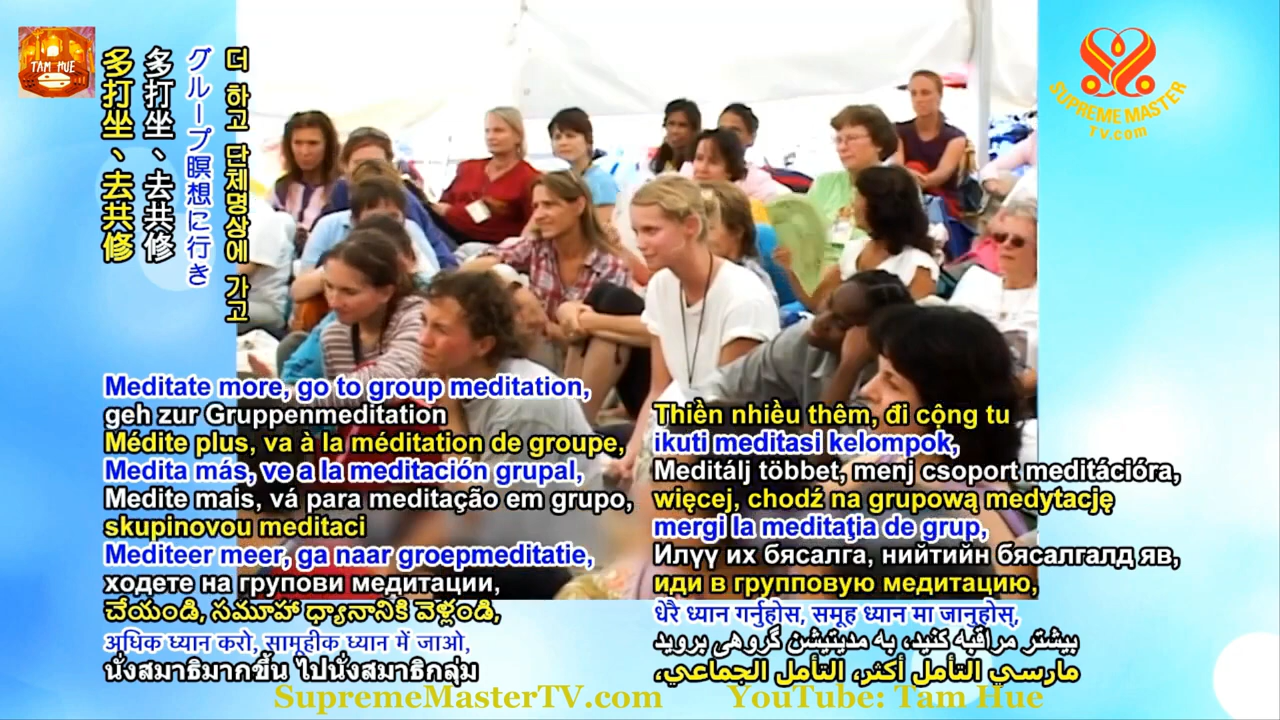 TAM HUE
多打坐、去共修
多打坐、去共修
グループ瞑想に行き
더 하고 단체명상에 가고
SUPREME MASTER
TV.com
Meditate more, go to group meditation,
geh zur Gruppenmeditation
Médite plus, va à la méditation de groupe,
Medita más, ve a la meditación grupal,
Medite mais, vá para meditação em grupo,
skupinovou meditaci
Mediteer meer, ga naar groepmeditatie,
ходете на групови медитации,
చేయండి, సమూహా ధ్యానానికి వెళ్లండి,
अधिक ध्यान करो, सामूहीक ध्यान में जाओ,
นั่งสมาธิมากขึ้น ไปนั่งสมาธิกลุ่ม
Thiền nhiều thêm, đi cộng tu
ikuti meditasi kelompok,
Meditálj többet, menj csoport meditációra,
więcej, chodź na grupową medytację
mergi la meditaţia de grup,
Илүү их бясалга, нийтийн бясалгалд яв,
иди в групповую медитацию,
धेरै ध्यान गर्नुहोस, समूह ध्यान मा जानुहोस्,
بیشتر مراقبه کنید، به مدیتیشن گروهی بروید
مارسي التأمل أكثر، التأمل الجماعي،
SupremeMasterTV.com
YouTube: Tam Hue